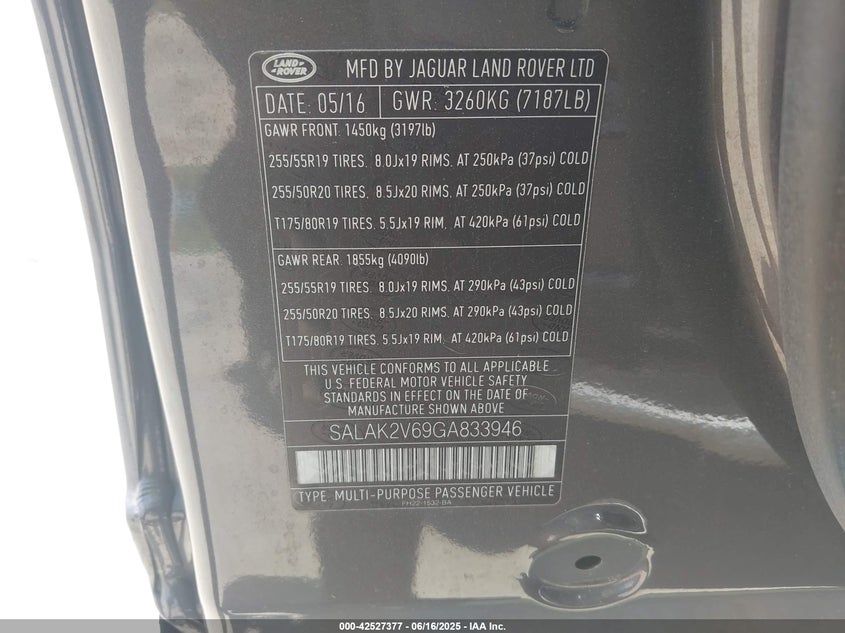 LAND ROVER
MFD BY JAGUAR LAND ROVER LTD
DATE: 05/16 GWR: 3260KG (7187LB)
GAWR FRONT: 1450kg (3197lb)
255/55R19 TIRES, 8.0Jx19 RIMS, AT 250kPa (37psi) COLD
255/50R20 TIRES, 8.5Jx20 RIMS, AT 250kPa (37psi) COLD
T175/80R19 TIRES, 5.5Jx19 RIM, AT 420kPa (61psi) COLD
GAWR REAR: 1855kg (4090lb)
255/55R19 TIRES, 8.0Jx19 RIMS, AT 290kPa (43psi) COLD
255/50R20 TIRES, 8.5Jx20 RIMS, AT 290kPa (43psi) COLD
T175/80R19 TIRES, 5.5Jx19 RIM, AT 420kPa (61psi) COLD
THIS VEHICLE CONFORMS TO ALL APPLICABLE
U.S. FEDERAL MOTOR VEHICLE SAFETY
STANDARDS IN EFFECT ON THE DATE OF
MANUFACTURE SHOWN ABOVE
SALAK2V69GA833946
TYPE: MULTI-PURPOSE PASSENGER VEHICLE
FH22-1532-BA
000-42527377 - 06/16/2025 - IAA Inc.